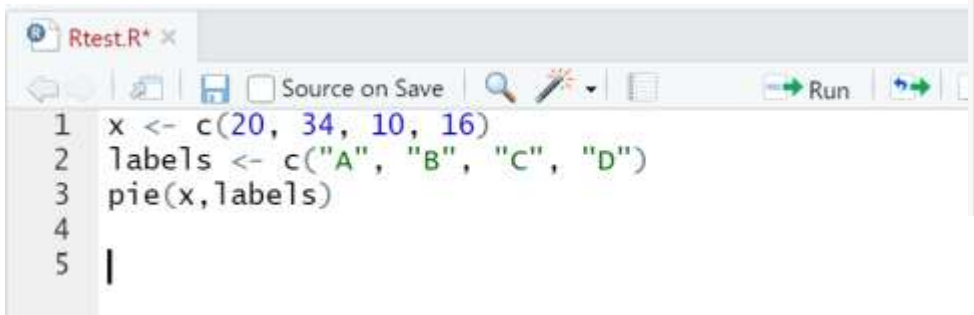 Rtest.R*
Source on Save Run
1 x <- c(20, 34, 10, 16)
2 labels <- c("A", "B", "C", "D")
3 pie(x,labels)
4
5